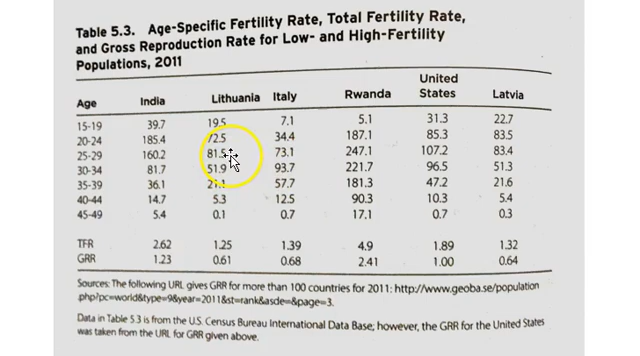 Table 5.3. Age-Specific Fertility Rate, Total Fertility Rate,
and Gross Reproduction Rate for Low- and High-Fertility
Populations, 2011
Age India Lithuania Italy Rwanda United States Latvia
15-19 39.7 19.5 7.1 5.1 31.3 22.7
20-24 185.4 72.5 34.4 187.1 85.3 83.5
25-29 160.2 81.5 73.1 247.1 107.2 83.4
30-34 81.7 51.9 93.7 221.7 96.5 51.3
35-39 36.1 21.1 57.7 181.3 47.2 21.6
40-44 14.7 5.3 12.5 90.3 10.3 5.4
45-49 5.4 0.1 0.7 17.1 0.7 0.3
TFR 2.62 1.25 1.39 4.9 1.89 1.32
GRR 1.23 0.61 0.68 2.41 1.00 0.64
Sources: The following URL gives GRR for more than 100 countries for 2011: http://www.geoba.se/population
.php?pc=world&type=9&year=2011&st=rank&asde=&page=3.
Data in Table 5.3 is from the U.S. Census Bureau International Data Base; however, the GRR for the United States
was taken from the URL for GRR given above.